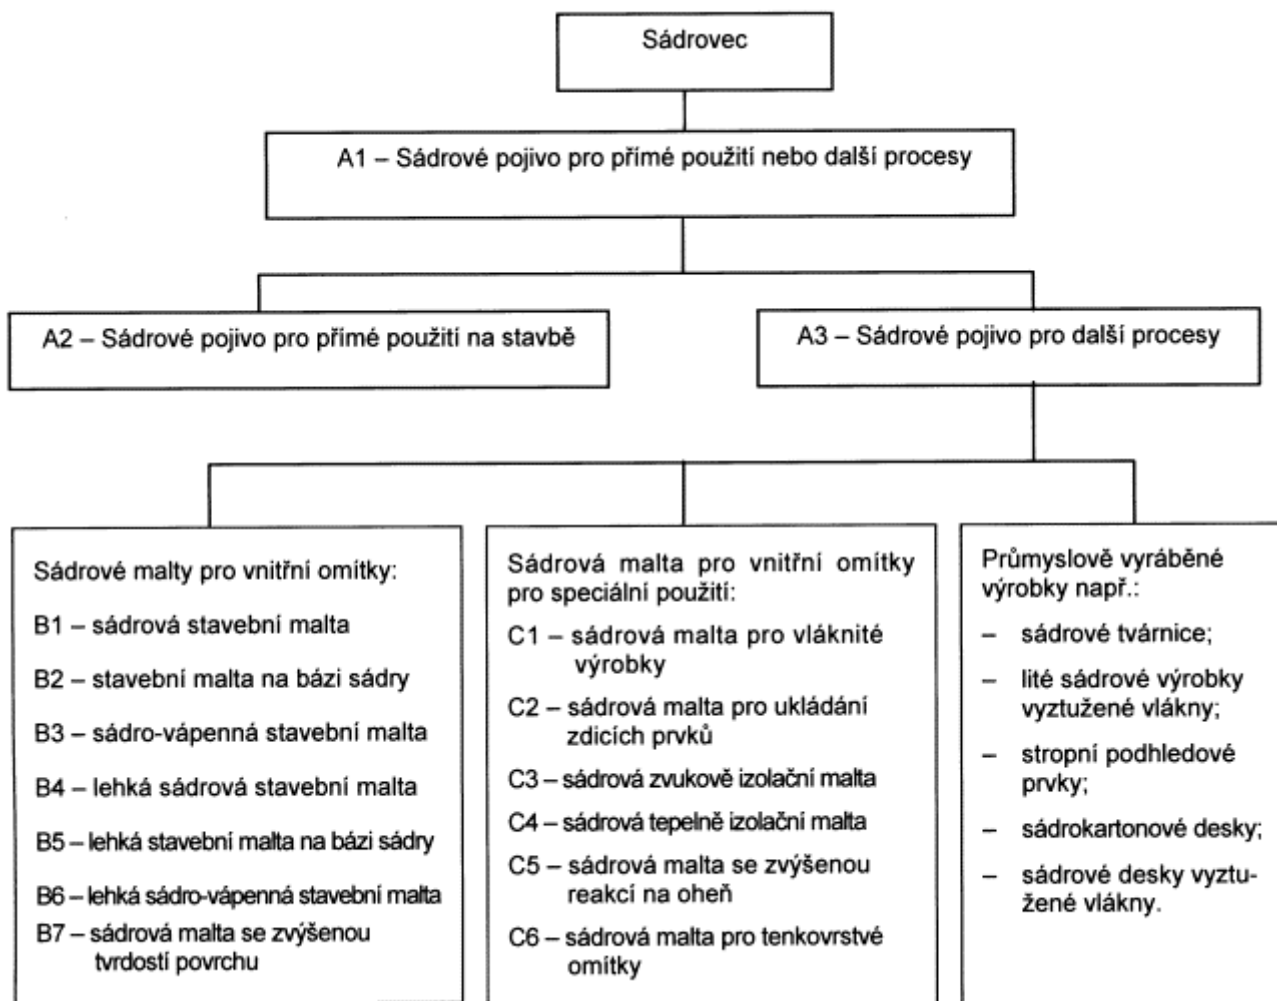 Sádrovec
A1 – Sádrové pojivo pro přímé použití nebo další procesy
A2 – Sádrové pojivo pro přímé použití na stavbě
A3 – Sádrové pojivo pro další procesy
Sádrové malty pro vnitřní omítky:
B1 – sádrová stavební malta
B2 – stavební malta na bázi sádry
B3 – sádro-vápenná stavební malta
B4 – lehká sádrová stavební malta
B5 – lehká stavební malta na bázi sádry
B6 – lehká sádro-vápenná stavební malta
B7 – sádrová malta se zvýšenou
tvrdostí povrchu
Sádrová malta pro vnitřní omítky
pro speciální použití:
C1 – sádrová malta pro vláknité
výrobky
C2 – sádrová malta pro ukládání
zdicích prvků
C3 – sádrová zvukově izolační malta
C4 – sádrová tepelně izolační malta
C5 – sádrová malta se zvýšenou
reakcí na oheň
C6 – sádrová malta pro tenkovrstvé
omítky
Průmyslově vyráběné
výrobky např.:
– sádrové tvárnice;
– lité sádrové výrobky
vyztužené vlákny;
– stropní podhledové
prvky;
– sádrokartonové desky;
– sádrové desky vyztu-
žené vlákny.